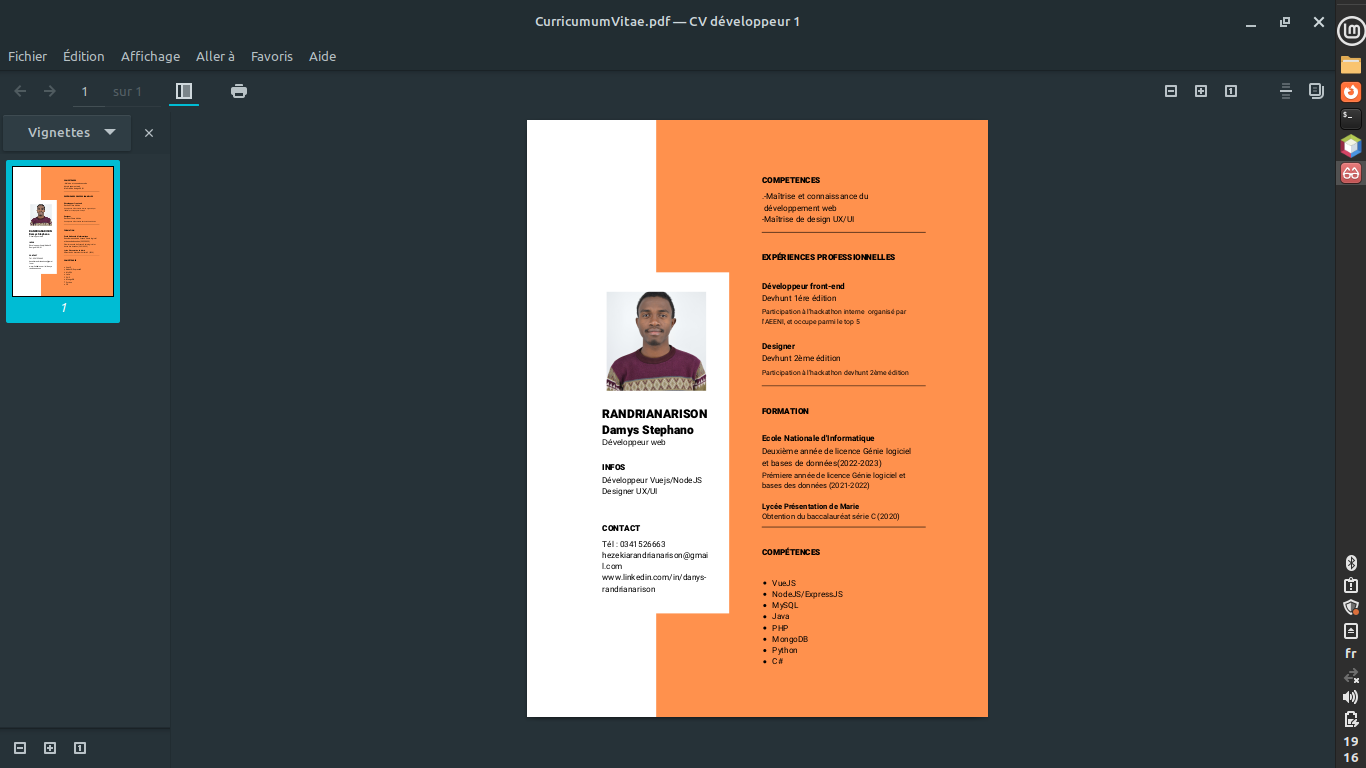 CurricumumVitae.pdf — CV développeur 1
Fichier Édition Affichage Aller à Favoris Aide
1 sur 1
Vignettes
1
RANDRIANARISON
Damys Stephano
Développeur web
INFOS
Développeur Vuejs/NodeJS
Designer UX/UI
CONTACT
Tél : 0341526663
hezekiarandrianarison@gmai
l.com
www.linkedin.com/in/danys-
randrianarison
COMPETENCES
.-Maîtrise et connaissance du
développement web
-Maîtrise de design UX/UI
EXPÉRIENCES PROFESSIONNELLES
Développeur front-end
Devhunt 1ére édition
Participation à l'hackathon interne organisé par
l'AEENI, et occupe parmi le top 5
Designer
Devhunt 2ème édition
Participation à l'hackathon devhunt 2ème édition
FORMATION
Ecole Nationale d'Informatique
Deuxième année de licence Génie logiciel
et bases de données(2022-2023)
Prémiere année de licence Génie logiciel et
bases des données (2021-2022)
Lycée Présentation de Marie
Obtention du baccalauréat série C (2020)
COMPÉTENCES
VueJS
NodeJS/ExpressJS
MySQL
Java
PHP
MongoDB
Python
C#
fr
19
16